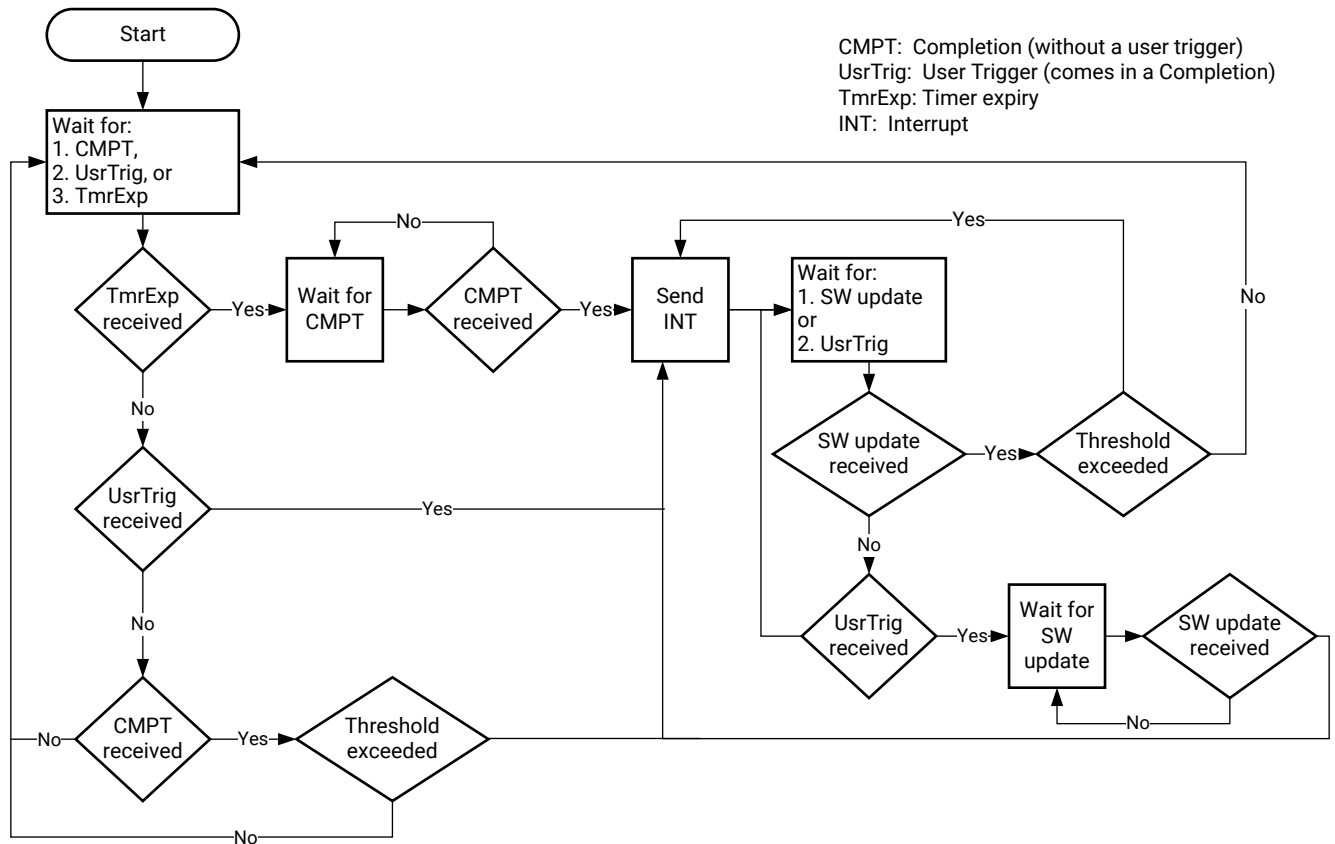 Start
CMPT: Completion (without a user trigger)
UsrTrig: User Trigger (comes in a Completion)
TmrExp: Timer expiry
INT: Interrupt
Wait for:
1. CMPT,
2. UsrTrig, or
3. TmrExp
No
Yes
TmrExp
received
Yes
Wait for
CMPT
CMPT
received
Yes
Send
INT
Wait for:
1. SW update
or
2. UsrTrig
No
No
SW update
received
Yes
Threshold
exceeded
UsrTrig
received
Yes
No
No
UsrTrig
received
Yes
Wait for
SW
update
SW update
received
No
No
CMPT
received
Yes
Threshold
exceeded
No